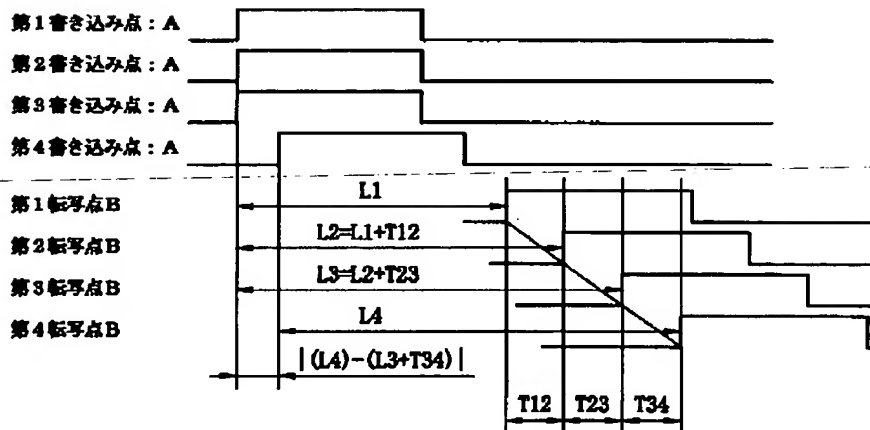 第1書き込み点：A
第2書き込み点：A
第3書き込み点：A
第4書き込み点：A
第1転写点B
L1
第2転写点B
L2=L1+T12
第3転写点B
L3=L2+T23
第4転写点B
L4
|(L4)-(L3+T34)|
T12 T23 T34